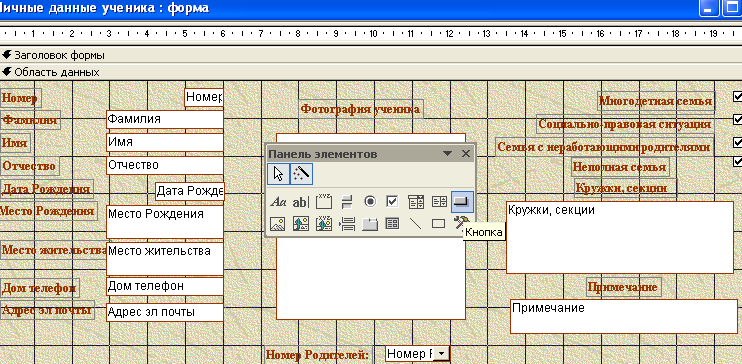 Личные данные ученика : форма
1 2 3 4 5 6 7 8 9 10 11 12 13 14 15 16 17 18 19
Заголовок формы
Область данных
Номер
Номер
Фамилия
Фамилия
Имя
Имя
Отчество
Отчество
Дата Рождения
Дата Рожде
Место Рождения
Место Рождения
Место жительства
Место жительства
Дом телефон
Дом телефон
Адрес эл почты
Адрес эл почты
Фотография ученика
Панель элементов
Aa ab|
XYZ
Кнопка
Номер Родителей:
Номер Р
Многодетная семья
Социально-правовая ситуация
Семья с неработающимиродителями
Неполная семья
Кружки, секции
Кружки, секции
Примечание
Примечание